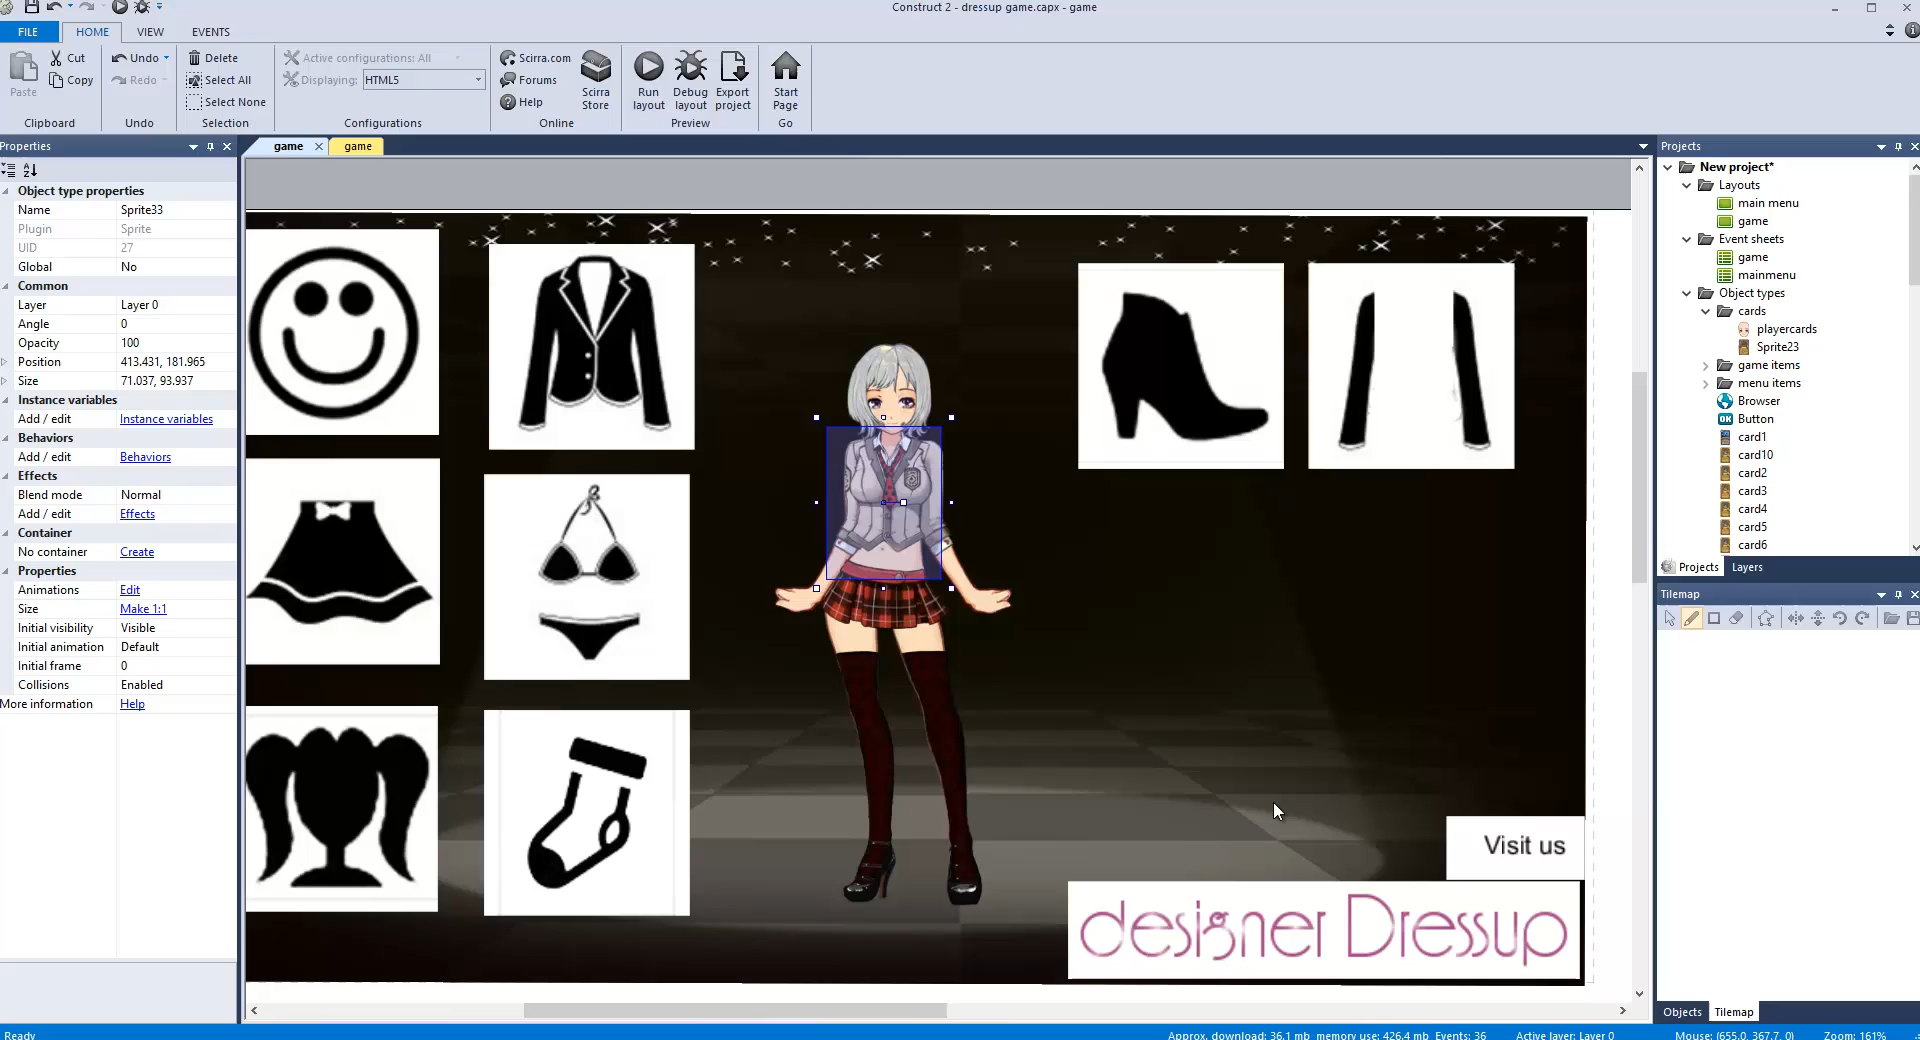 Construct 2 - dressup game.capx - game
FILE
HOME
VIEW
EVENTS
Paste
Cut
Copy
Clipboard
Undo
Redo
Undo
Delete
Select All
Select None
Selection
Active configurations: All
Displaying: HTML5
Configurations
Scirra.com
Forums
Help
Scirra Store
Online
Run layout
Debug layout
Export project
Preview
Start Page
Go
Properties
Object type properties
Name Sprite33
Plugin Sprite
UID 27
Global No
Common
Layer Layer 0
Angle 0
Opacity 100
Position 413.431, 181.965
Size 71.037, 93.937
Instance variables
Add / edit Instance variables
Behaviors
Add / edit Behaviors
Effects
Blend mode Normal
Add / edit Effects
Container
No container Create
Properties
Animations Edit
Size Make 1:1
Initial visibility Visible
Initial animation Default
Initial frame 0
Collisions Enabled
More information Help
game
game
Visit us
designer Dressup
Projects
New project*
Layouts
main menu
game
Event sheets
game
mainmenu
Object types
cards
playercards
Sprite23
game items
menu items
Browser
OK Button
card1
card10
card2
card3
card4
card5
card6
Projects Layers
Tilemap
Objects Tilemap
Ready
Approx. download: 36.1 mb, memory use: 426.4 mb Events: 36
Active layer: Layer 0
Mouse: (655.0, 367.7, 0)
Zoom: 161%